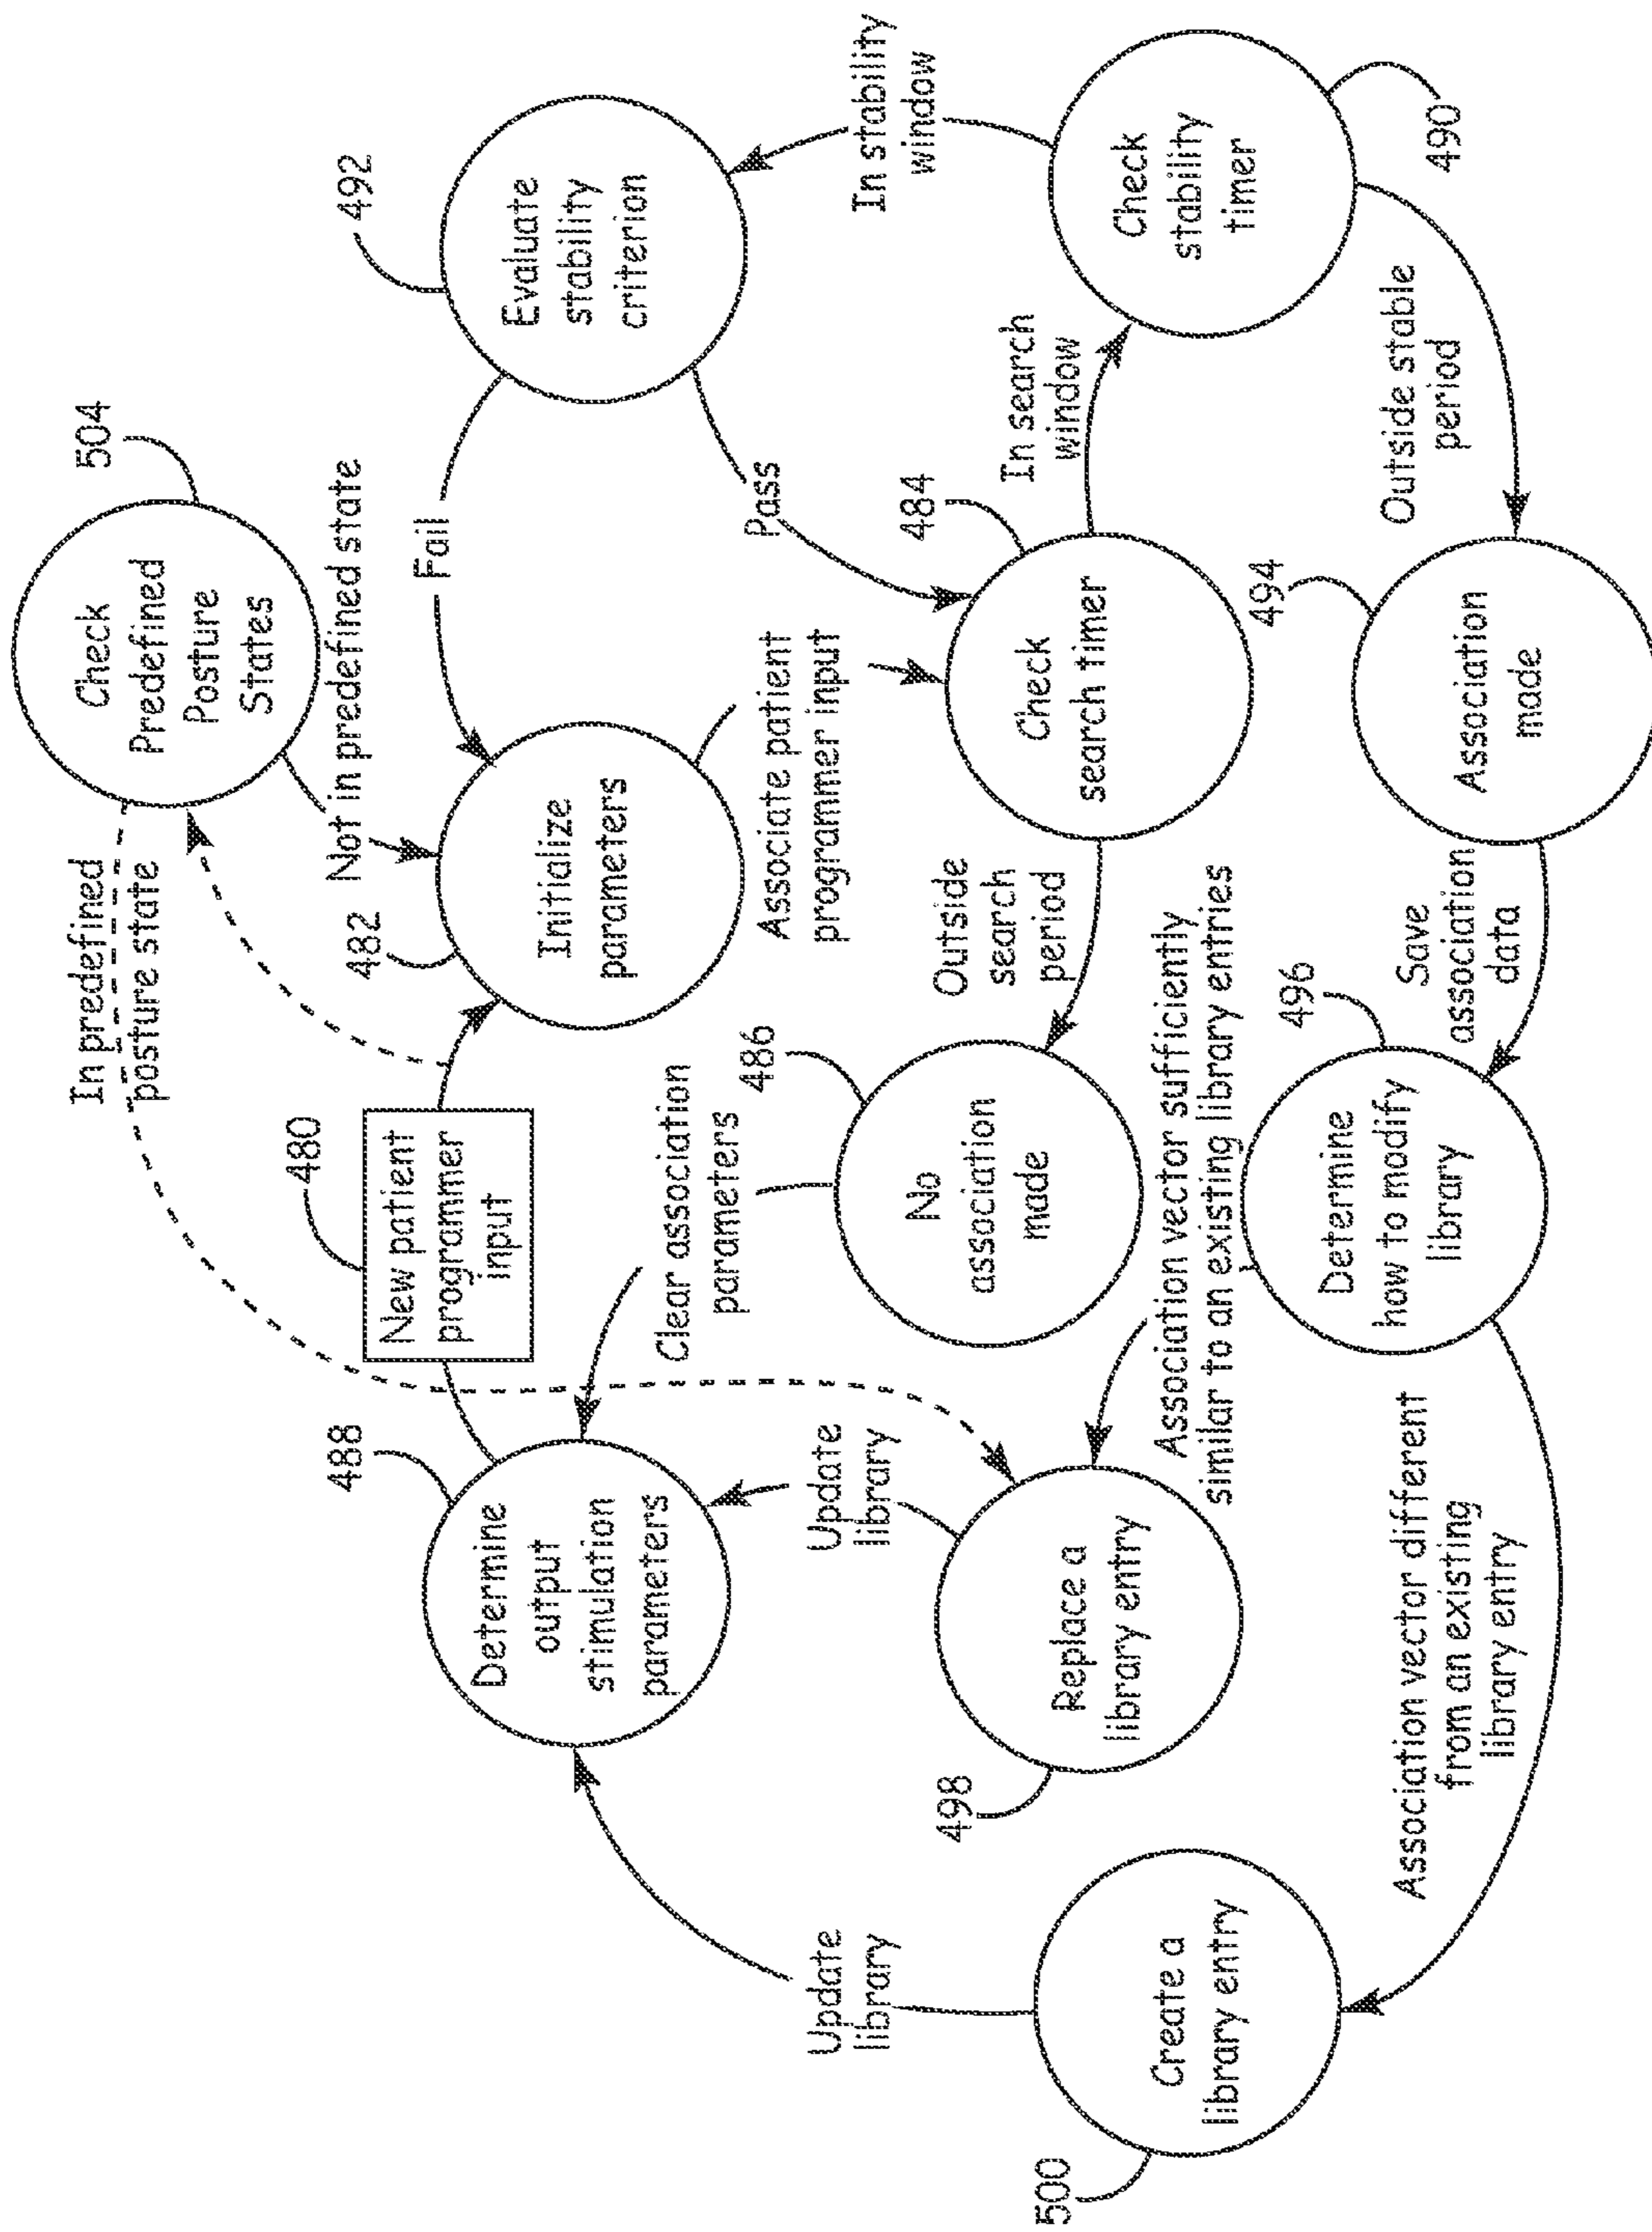 504
Check
Predefined
Posture
States
In predefined
posture state
Not in predefined state
492
Evaluate
stability
criterion
Fail
482
Initialize
parameters
480
New patient
programmer
input
488
Determine
output
stimulation
parameters
Pass
In stability
window
Associate patient
programmer input
Clear association
parameters
Update
library
Update
library
484
Check
search timer
In search
window
Outside
search
period
486
No
association
made
498
Replace a
library entry
490
Check
stability
timer
Outside stable
period
494
Association
made
Save
association
data
496
Determine
how to modify
library
Association vector sufficiently
similar to an existing library entries
Association vector different
from an existing
library entry
500
Create a
library entry